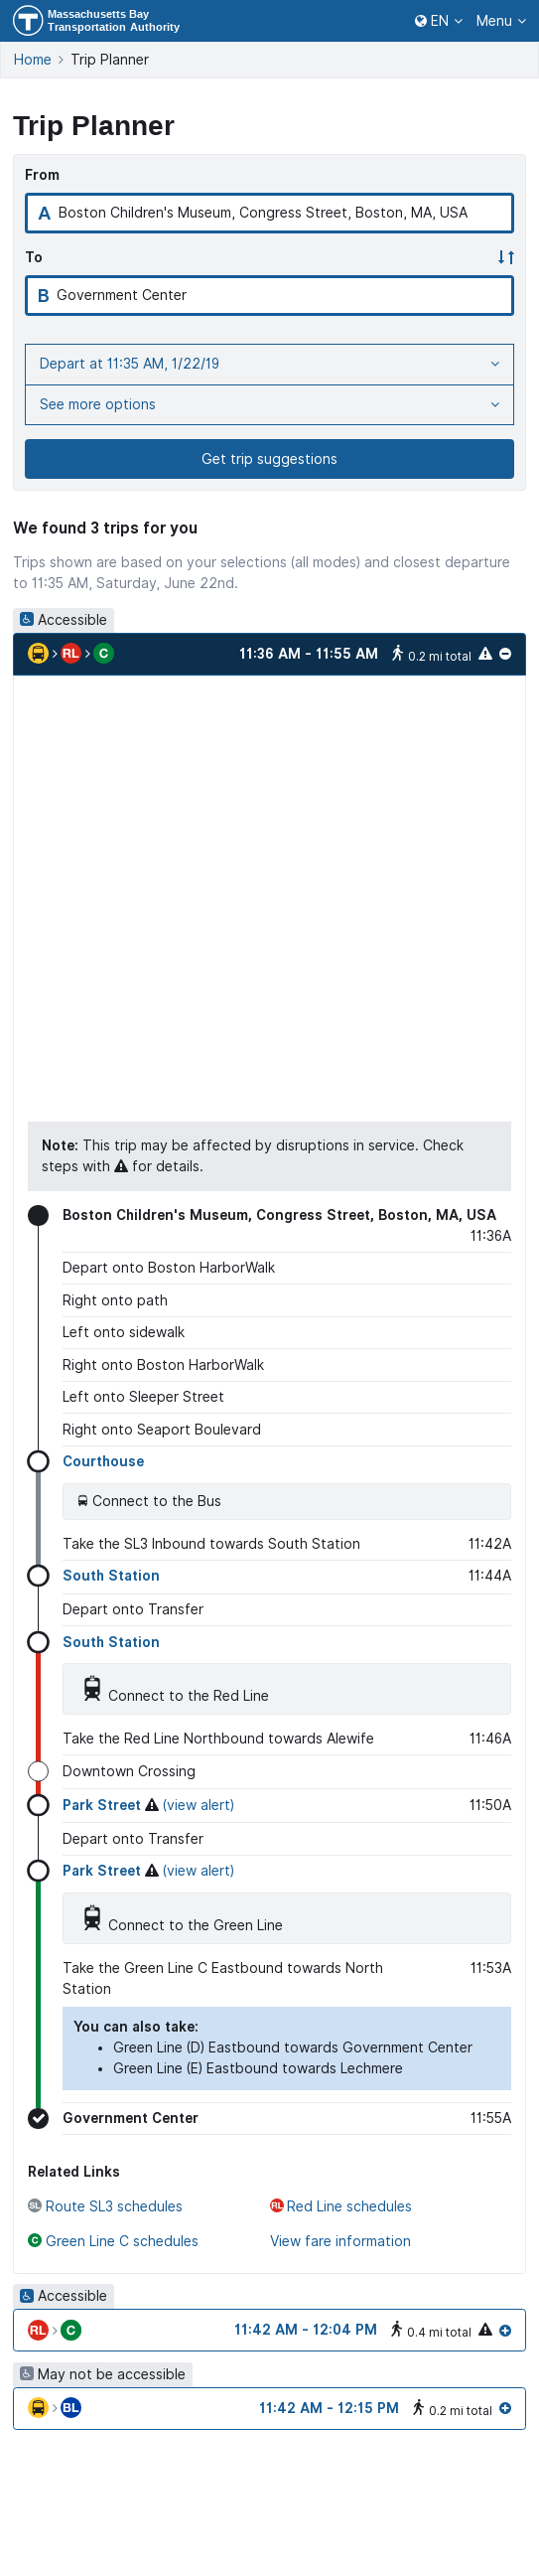 Massachusetts Bay
Transportation Authority
EN
Menu
Home > Trip Planner
Trip Planner
From
A Boston Children's Museum, Congress Street, Boston, MA, USA
To
B Government Center
Depart at 11:35 AM, 1/22/19
See more options
Get trip suggestions
We found 3 trips for you
Trips shown are based on your selections (all modes) and closest departure
to 11:35 AM, Saturday, June 22nd.
Accessible
RL C 11:36 AM - 11:55 AM 0.2 mi total
Note: This trip may be affected by disruptions in service. Check
steps with for details.
Boston Children's Museum, Congress Street, Boston, MA, USA
11:36A
Depart onto Boston HarborWalk
Right onto path
Left onto sidewalk
Right onto Boston HarborWalk
Left onto Sleeper Street
Right onto Seaport Boulevard
Courthouse
Connect to the Bus
Take the SL3 Inbound towards South Station 11:42A
South Station 11:44A
Depart onto Transfer
South Station
Connect to the Red Line
Take the Red Line Northbound towards Alewife 11:46A
Downtown Crossing
Park Street (view alert) 11:50A
Depart onto Transfer
Park Street (view alert)
Connect to the Green Line
Take the Green Line C Eastbound towards North 11:53A
Station
You can also take:
• Green Line (D) Eastbound towards Government Center
• Green Line (E) Eastbound towards Lechmere
Government Center 11:55A
Related Links
SL Route SL3 schedules
RL Red Line schedules
C Green Line C schedules
View fare information
Accessible
RL C 11:42 AM - 12:04 PM 0.4 mi total
May not be accessible
BL 11:42 AM - 12:15 PM 0.2 mi total